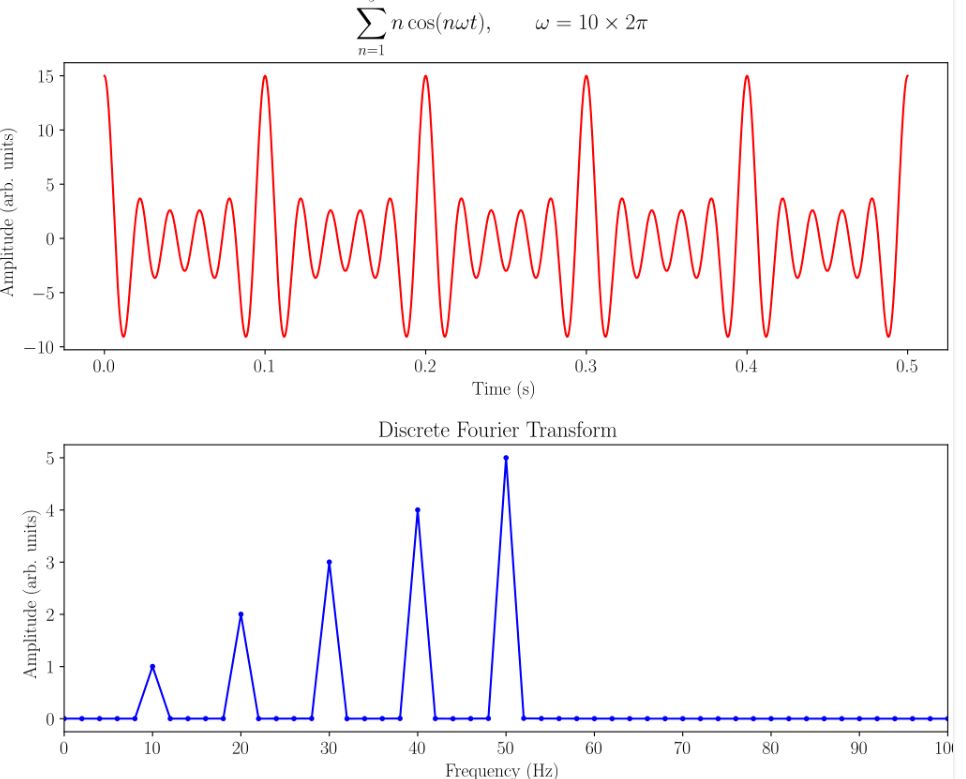 ∑ n cos(nωt),    ω = 10 × 2π
n=1
15
10
5
0
−5
−10
Amplitude (arb. units)
0.0 0.1 0.2 0.3 0.4 0.5
Time (s)
Discrete Fourier Transform
5
4
3
2
1
0
Amplitude (arb. units)
0 10 20 30 40 50 60 70 80 90
Frequency (Hz)